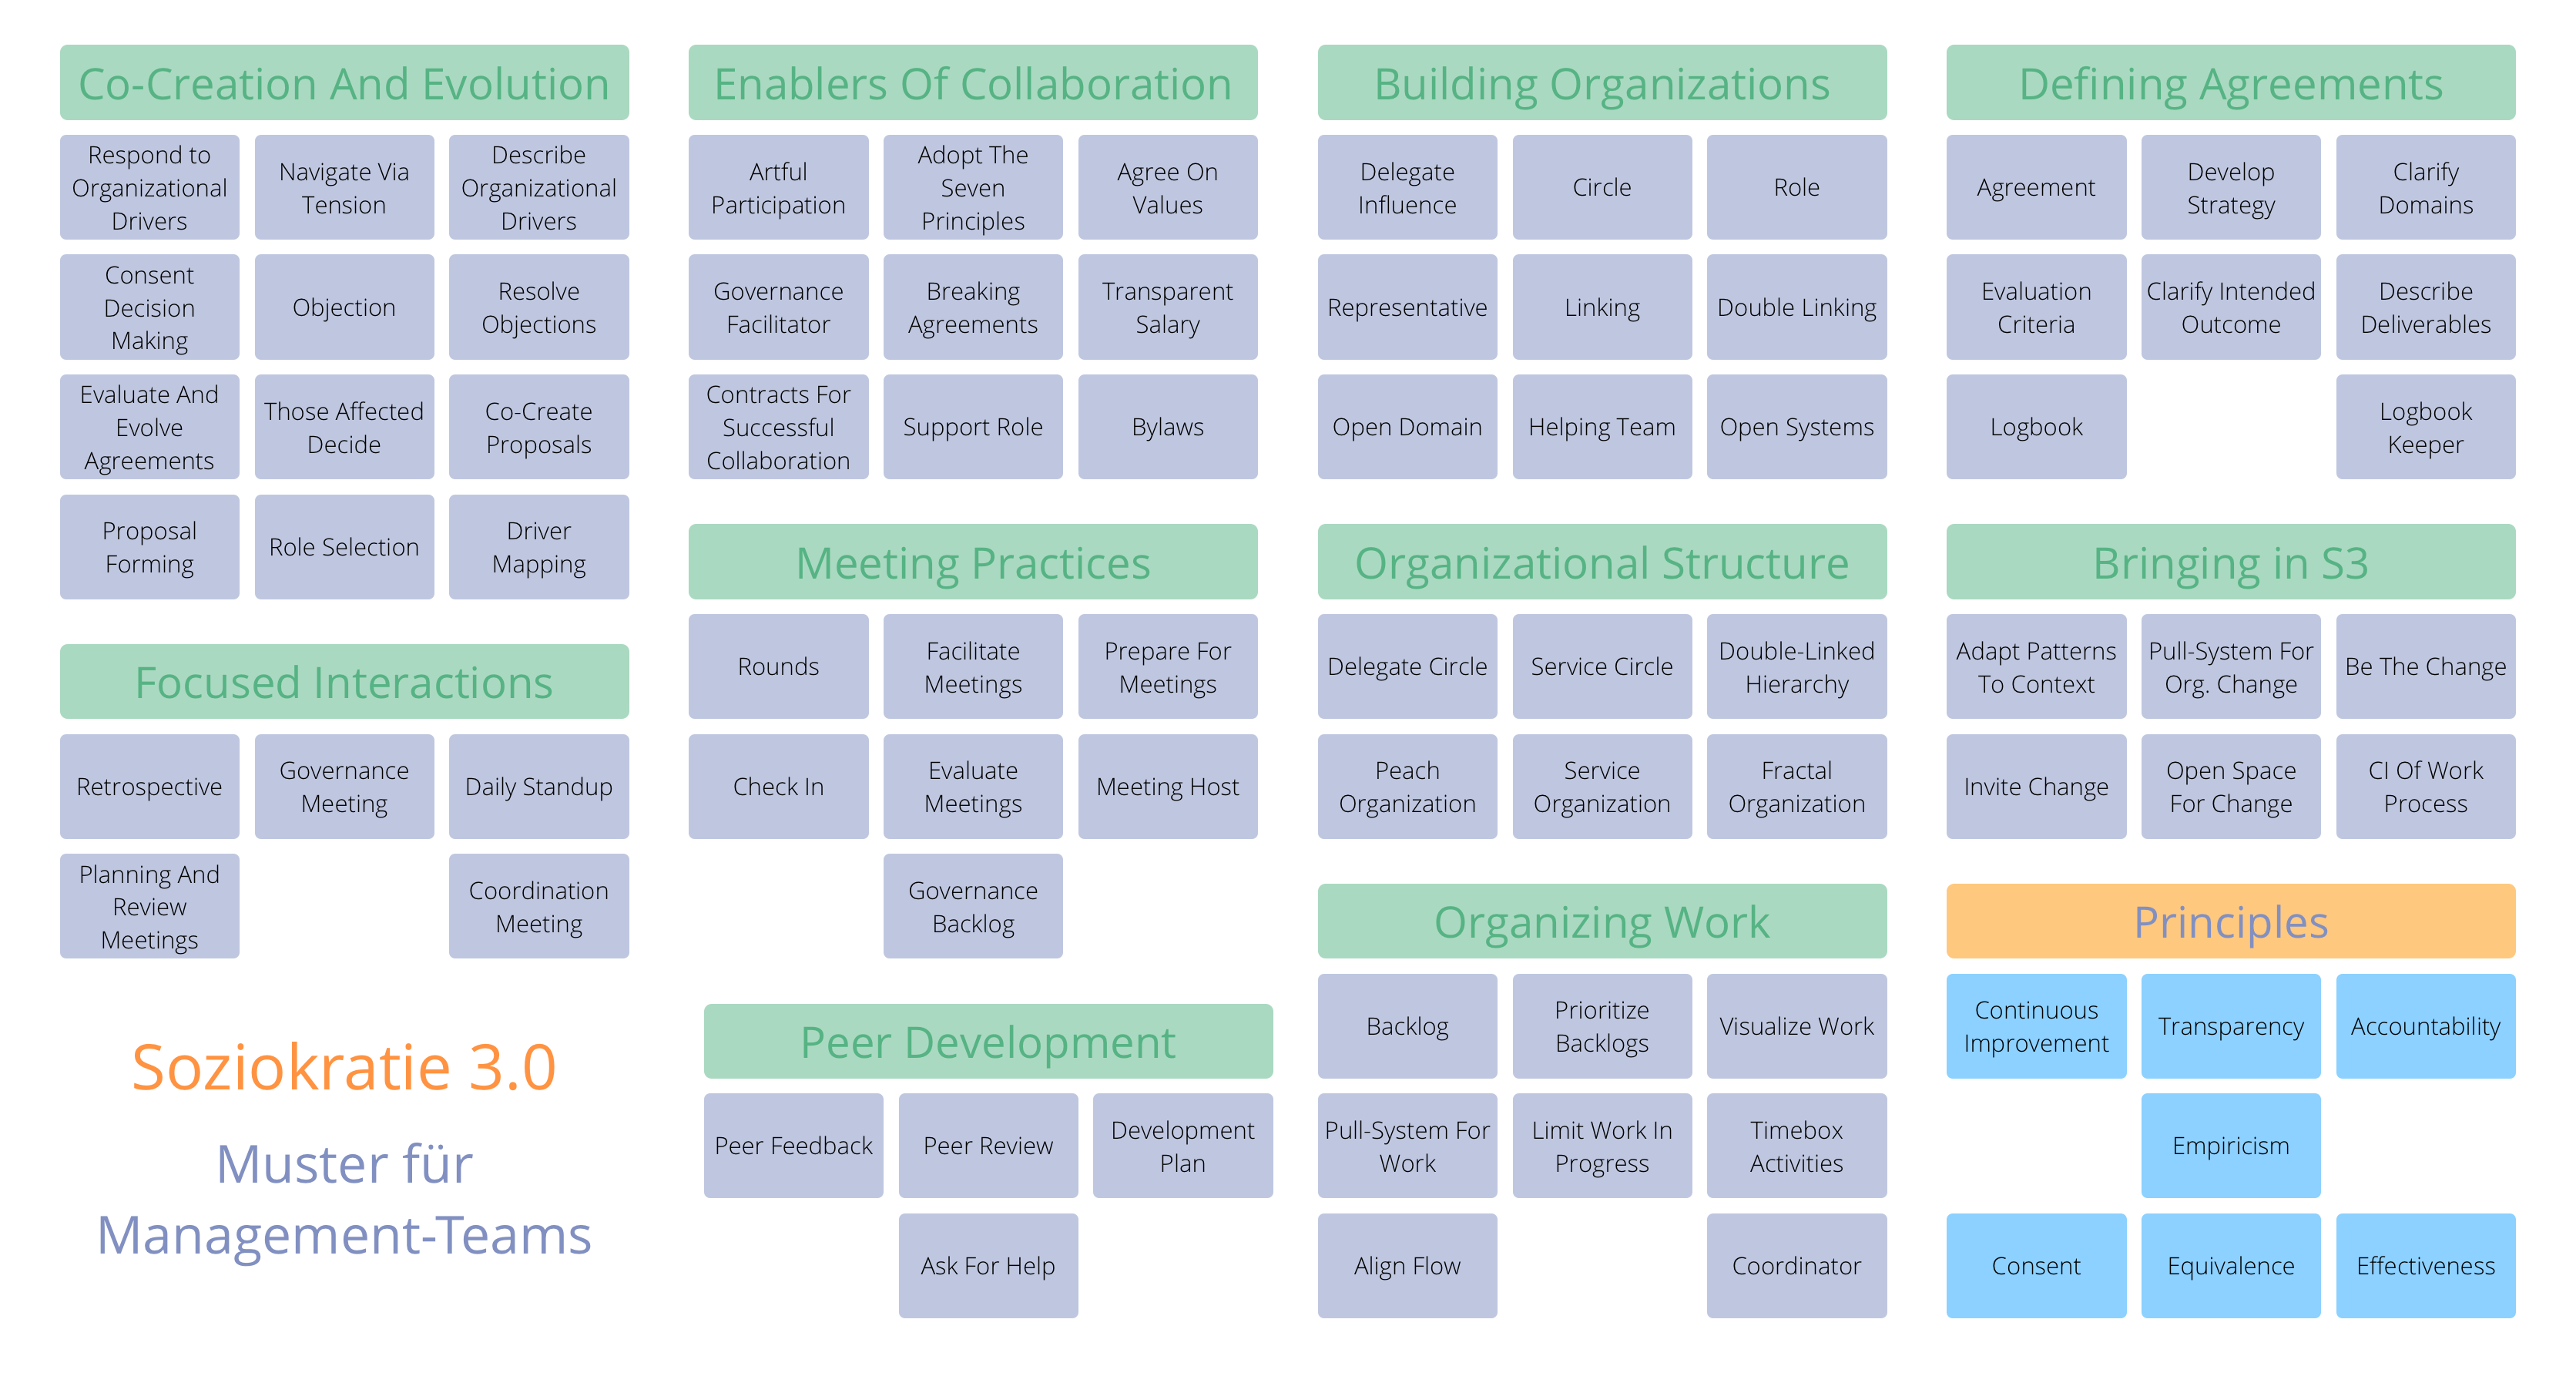 Co-Creation And Evolution
Respond to
Organizational
Drivers
Navigate Via
Tension
Describe
Organizational
Drivers
Consent
Decision
Making
Objection
Resolve
Objections
Evaluate And
Evolve
Agreements
Those Affected
Decide
Co-Create
Proposals
Proposal
Forming
Role Selection
Driver
Mapping
Focused Interactions
Retrospective
Governance
Meeting
Daily Standup
Planning And
Review
Meetings
Coordination
Meeting
Soziokratie 3.0
Muster für
Management-Teams
Enablers Of Collaboration
Artful
Participation
Adopt The
Seven
Principles
Agree On
Values
Governance
Facilitator
Breaking
Agreements
Transparent
Salary
Contracts For
Successful
Collaboration
Support Role
Bylaws
Meeting Practices
Rounds
Facilitate
Meetings
Prepare For
Meetings
Check In
Evaluate
Meetings
Meeting Host
Governance
Backlog
Peer Development
Peer Feedback
Peer Review
Development
Plan
Ask For Help
Building Organizations
Delegate
Influence
Circle
Role
Representative
Linking
Double Linking
Open Domain
Helping Team
Open Systems
Organizational Structure
Delegate Circle
Service Circle
Double-Linked
Hierarchy
Peach
Organization
Service
Organization
Fractal
Organization
Organizing Work
Backlog
Prioritize
Backlogs
Visualize Work
Pull-System For
Work
Limit Work In
Progress
Timebox
Activities
Align Flow
Coordinator
Defining Agreements
Agreement
Develop
Strategy
Clarify
Domains
Evaluation
Criteria
Clarify Intended
Outcome
Describe
Deliverables
Logbook
Logbook
Keeper
Bringing in S3
Adapt Patterns
To Context
Pull-System For
Org. Change
Be The Change
Invite Change
Open Space
For Change
CI Of Work
Process
Principles
Continuous
Improvement
Transparency
Accountability
Empiricism
Consent
Equivalence
Effectiveness